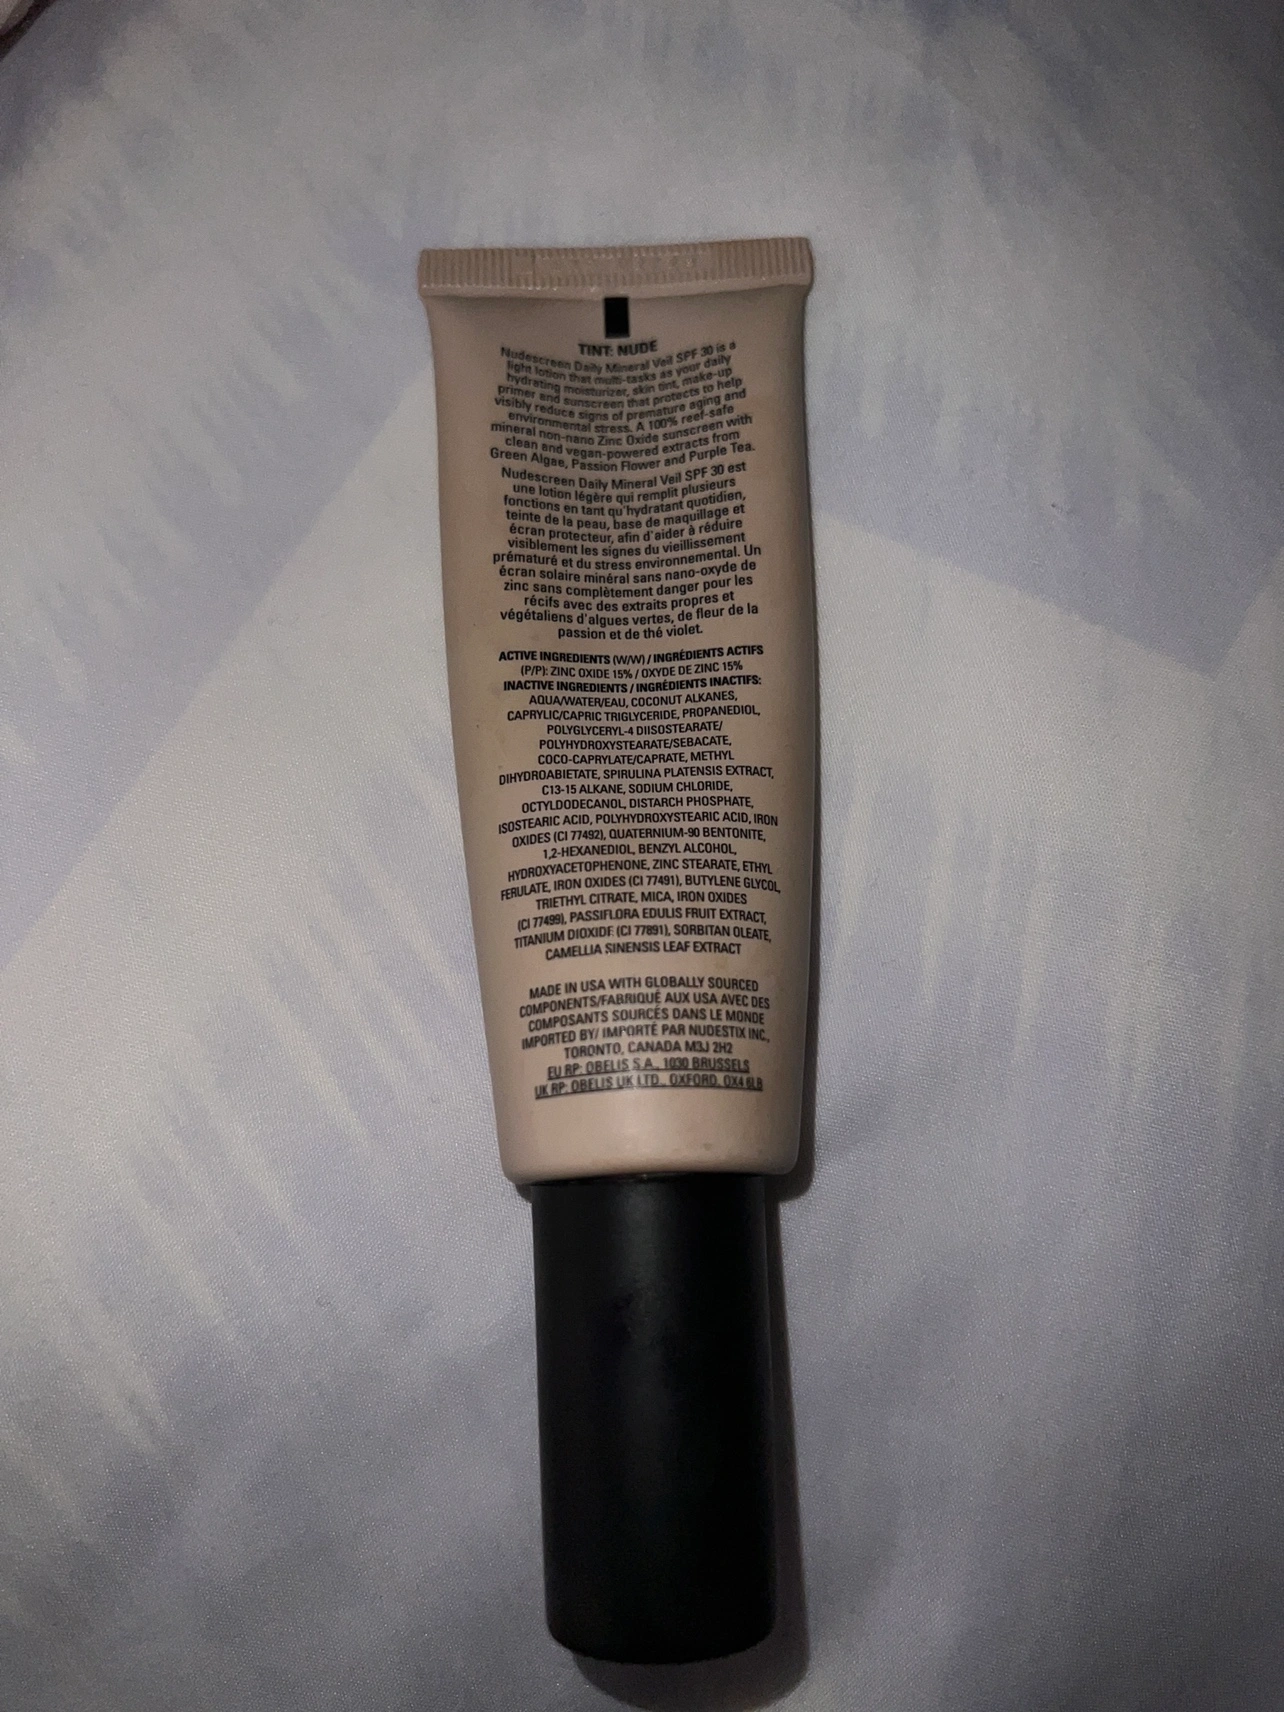 TINT: NUDE
Nudescreen Daily Mineral Veil SPF 30 is a
light lotion that multi-tasks as your daily
hydrating moisturizer, skin tint, make-up
primer and sunscreen that protects to help
visibly reduce signs of premature aging and
environmental stress. A 100% reef-safe
mineral non-nano Zinc Oxide sunscreen with
clean and vegan-powered extracts from
Green Algae, Passion Flower and Purple Tea.
Nudescreen Daily Mineral Veil SPF 30 est
une lotion légère qui remplit plusieurs
fonctions en tant qu'hydratant quotidien,
teinte de la peau, base de maquillage et
écran protecteur, afin d'aider à réduire
visiblement les signes du vieillissement
prématuré et du stress environnemental. Un
écran solaire minéral sans nano-oxyde de
zinc sans complètement danger pour les
récifs avec des extraits propres et
végétaliens d'algues vertes, de fleur de la
passion et de thé violet.
ACTIVE INGREDIENTS (W/W) / INGRÉDIENTS ACTIFS
(P/P): ZINC OXIDE 15% / OXYDE DE ZINC 15%
INACTIVE INGREDIENTS / INGRÉDIENTS INACTIFS:
AQUA/WATER/EAU, COCONUT ALKANES,
CAPRYLIC/CAPRIC TRIGLYCERIDE, PROPANEDIOL,
POLYGLYCERYL-4 DIISOSTEARATE/
POLYHYDROXYSTEARATE/SEBACATE,
COCO-CAPRYLATE/CAPRATE, METHYL
DIHYDROABIETATE, SPIRULINA PLATENSIS EXTRACT,
C13-15 ALKANE, SODIUM CHLORIDE,
OCTYLDODECANOL, DISTARCH PHOSPHATE,
ISOSTEARIC ACID, POLYHYDROXYSTEARIC ACID, IRON
OXIDES (CI 77492), QUATERNIUM-90 BENTONITE,
1,2-HEXANEDIOL, BENZYL ALCOHOL,
HYDROXYACETOPHENONE, ZINC STEARATE, ETHYL
FERULATE, IRON OXIDES (CI 77491), BUTYLENE GLYCOL,
TRIETHYL CITRATE, MICA, IRON OXIDES
(CI 77499), PASSIFLORA EDULIS FRUIT EXTRACT,
TITANIUM DIOXIDE (CI 77891), SORBITAN OLEATE,
CAMELLIA SINENSIS LEAF EXTRACT
MADE IN USA WITH GLOBALLY SOURCED
COMPONENTS/FABRIQUÉ AUX USA AVEC DES
COMPOSANTS SOURCÉS DANS LE MONDE
IMPORTED BY/ IMPORTÉ PAR NUDESTIX INC.,
TORONTO, CANADA M3J 2H2
EU RP: OBELIS S.A., 1030 BRUSSELS
UK RP: OBELIS UK LTD., OXFORD, OX4 6LB